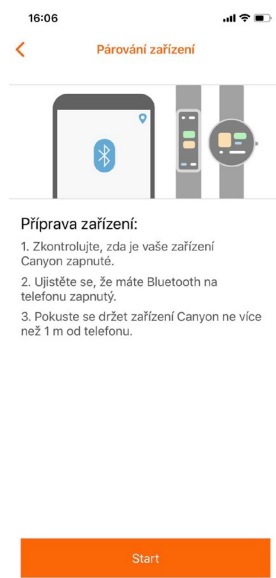 16:06
Párování zařízení
Příprava zařízení:
1. Zkontrolujte, zda je vaše zařízení
Canyon zapnuté.
2. Ujistěte se, že máte Bluetooth na
telefonu zapnutý.
3. Pokuste se držet zařízení Canyon ne více
než 1 m od telefonu.
Start